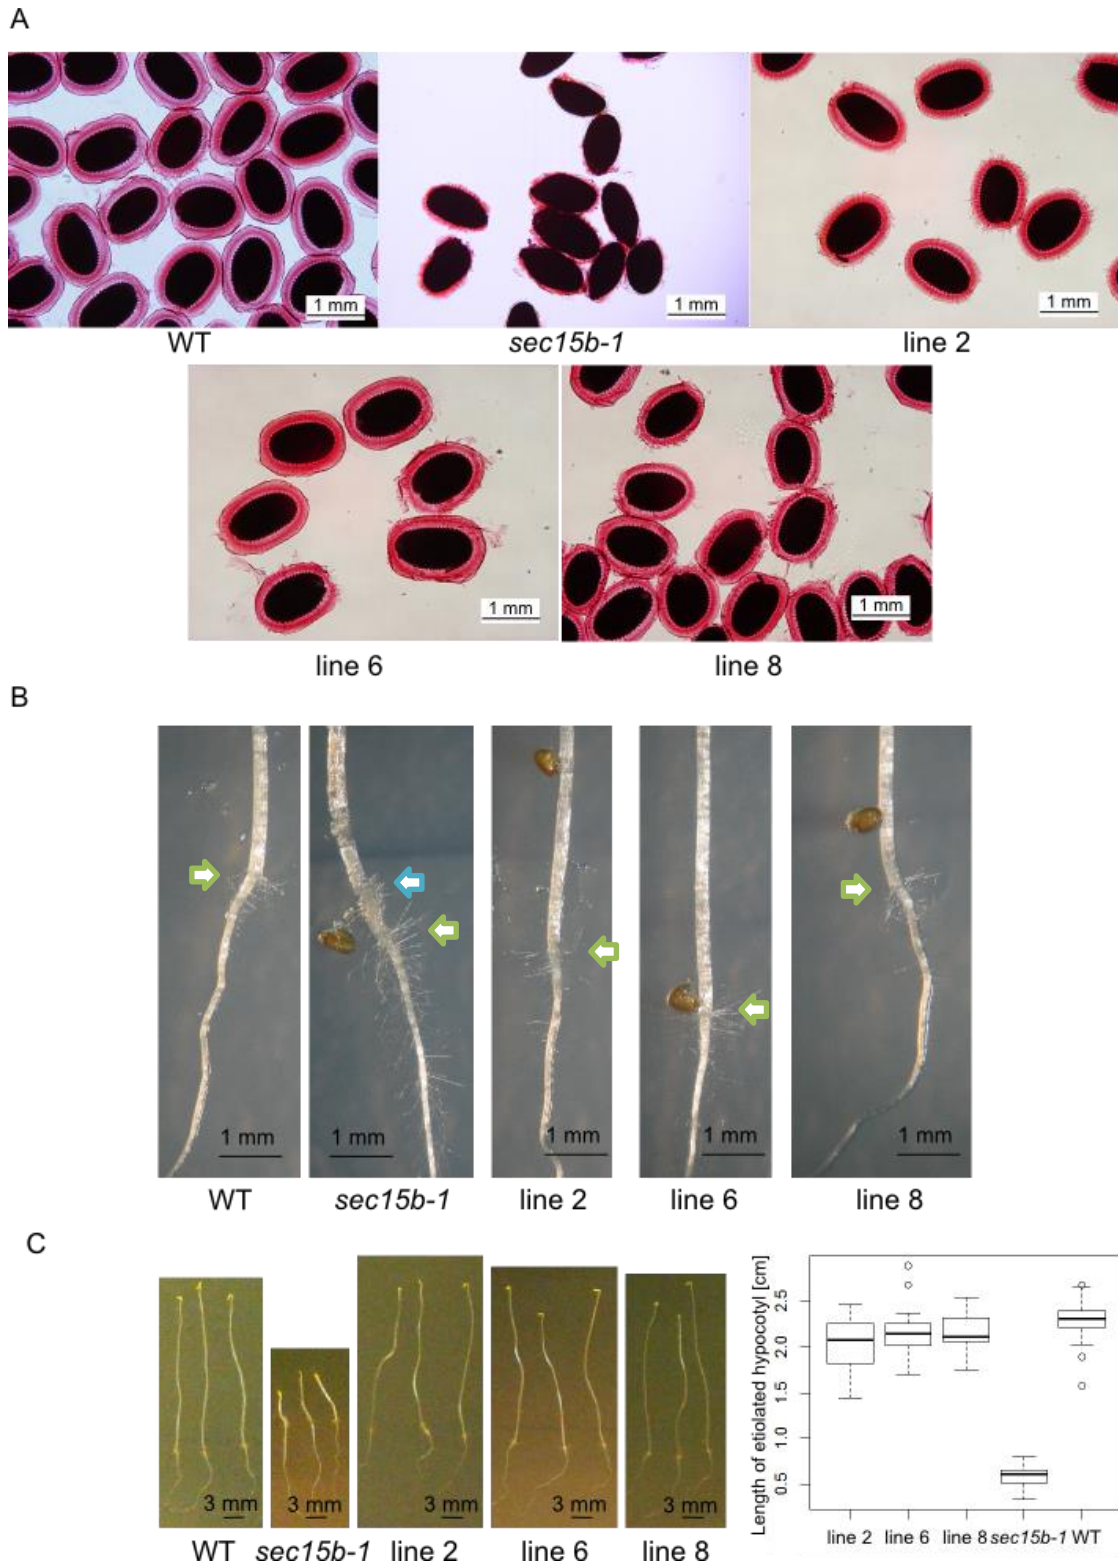 A
1 mm
1 mm
1 mm
WT
sec15b-1
line 2
1 mm
1 mm
line 6
line 8
B
1 mm
1 mm
1 mm
1 mm
1 mm
WT
sec15b-1
line 2
line 6
line 8
C
3 mm
3 mm
3 mm
3 mm
3 mm
WT
sec15b-1
line 2
line 6
line 8
Length of etiolated hypocotyl [cm]
2.5
2.0
1.5
1.0
0.5
line 2
line 6
line 8
sec15b-1
WT